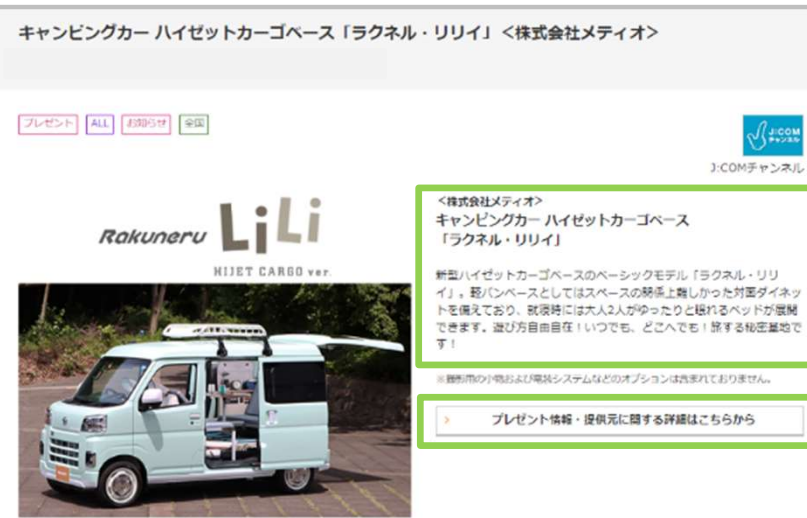 キャンピングカー ハイゼットカーゴベース「ラクネル・リリイ」<株式会社メティオ>
プレゼント ALL お知らせ 全国
J:COM
チャンネル
J:COMチャンネル
Rakuneru LiLi
HIJET CARGO ver.
<株式会社メティオ>
キャンピングカー ハイゼットカーゴベース
「ラクネル・リリイ」
新型ハイゼットカーゴベースのベーシックモデル「ラクネル・リリ
イ」。軽バンベースとしてはスペースの関係上難しかった対面ダイネッ
トを備えており、就寝時には大人2人がゆったりと眠れるベッドが展開
できます。遊び方自由自在！いつでも、どこへでも！旅する秘密基地で
す！
※撮影用の小物および電装システムなどのオプションは含まれておりません。
> プレゼント情報・提供元に関する詳細はこちらから